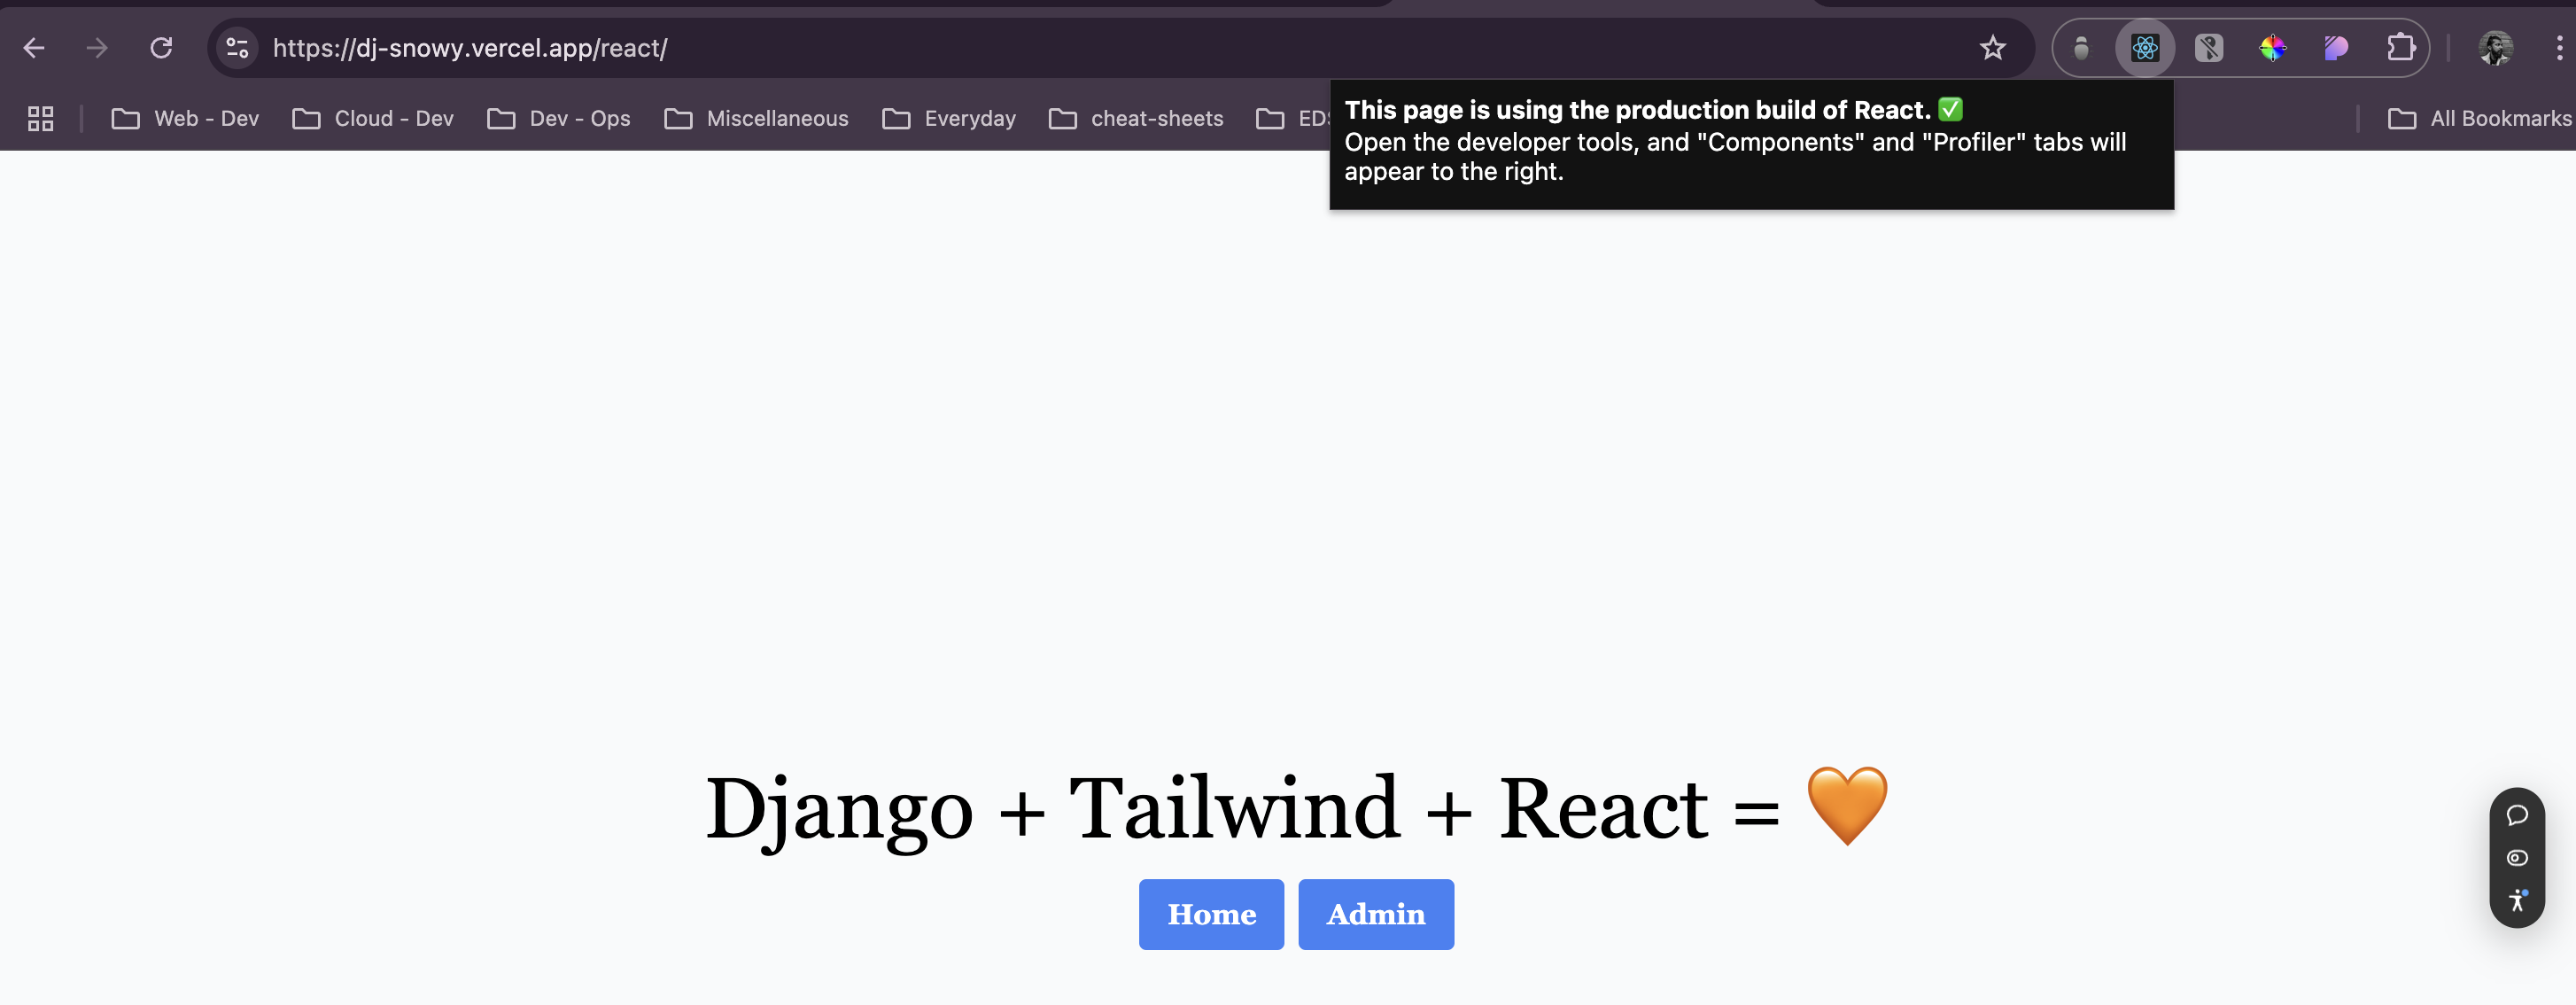 https://dj-snowy.vercel.app/react/
Web - Dev
Cloud - Dev
Dev - Ops
Miscellaneous
Everyday
cheat-sheets
All Bookmarks
This page is using the production build of React. ✅
Open the developer tools, and "Components" and "Profiler" tabs will
appear to the right.
Django + Tailwind + React = 🧡
Home
Admin